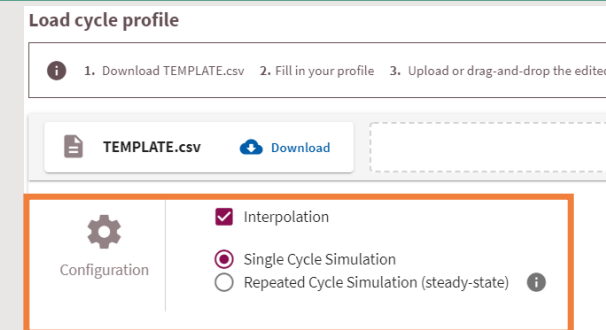 Load cycle profile
1. Download TEMPLATE.csv 2. Fill in your profile 3. Upload or drag-and-drop the edited
TEMPLATE.csv Download
Interpolation
Single Cycle Simulation
Configuration
Repeated Cycle Simulation (steady-state)